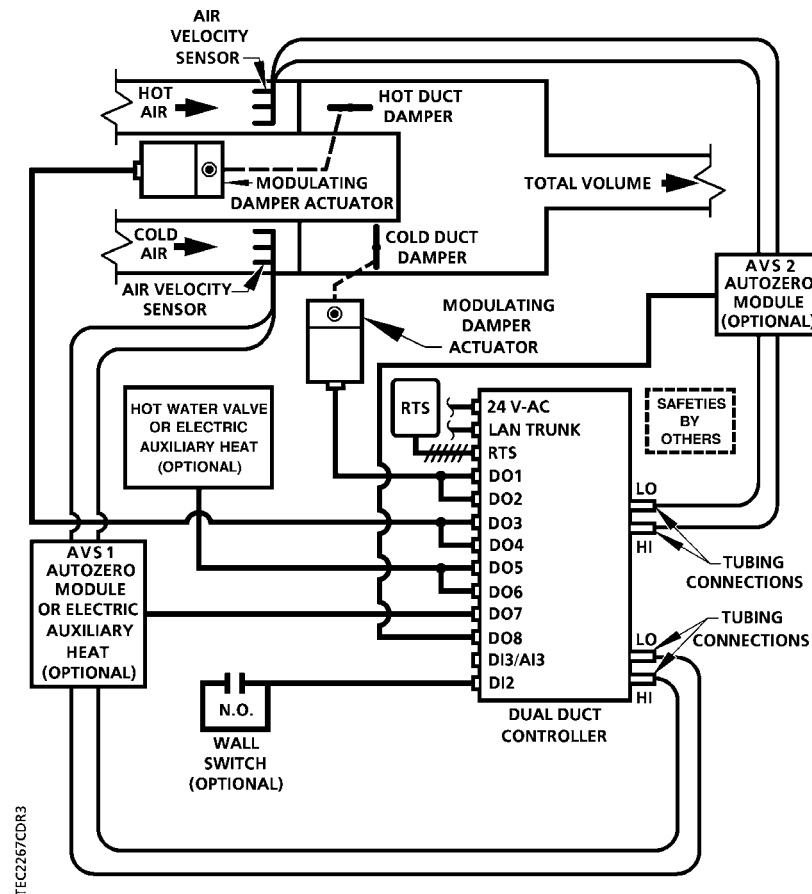 AIR
VELOCITY
SENSOR
HOT
AIR
HOT DUCT
DAMPER
MODULATING
DAMPER ACTUATOR
TOTAL VOLUME
COLD
AIR
COLD DUCT
DAMPER
AIR VELOCITY
SENSOR
MODULATING
DAMPER
ACTUATOR
AVS 2
AUTOZERO
MODULE
(OPTIONAL)
HOT WATER VALVE
OR ELECTRIC
AUXILIARY HEAT
(OPTIONAL)
RTS
24 V-AC
LAN TRUNK
RTS
DO1
DO2
DO3
DO4
DO5
DO6
DO7
DO8
DI3/AI3
DI2
SAFETIES
BY
OTHERS
LO
HI
TUBING
CONNECTIONS
TUBING
CONNECTIONS
LO
HI
AVS 1
AUTOZERO
MODULE
OR ELECTRIC
AUXILIARY
HEAT
(OPTIONAL)
N.O.
WALL
SWITCH
(OPTIONAL)
DUAL DUCT
CONTROLLER
TEC2267CDR3